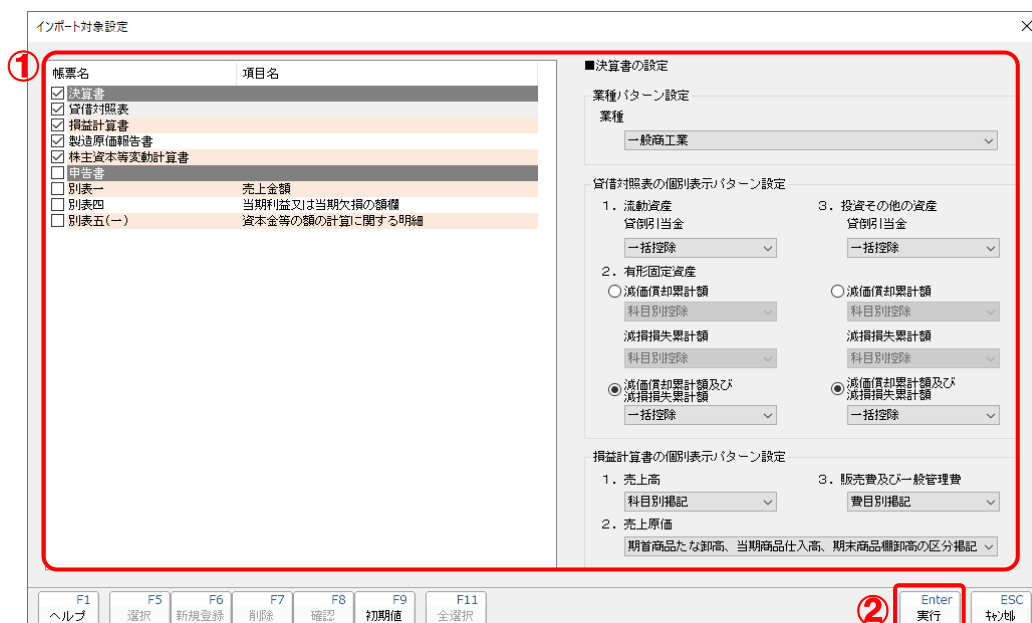 インポート対象設定
①
帳票名 項目名
決算書
貸借対照表
損益計算書
製造原価報告書
株主資本等変動計算書
申告書
別表一 売上金額
別表四 当期利益又は当期欠損の額欄
別表五(一) 資本金等の額の計算に関する明細
■決算書の設定
業種パターン設定
業種
一般商工業
貸借対照表の個別表示パターン設定
1. 流動資産
貸倒引当金
一括控除
2. 有形固定資産
減価償却累計額
科目別控除
減損損失累計額
科目別控除
減価償却累計額及び
減損損失累計額
一括控除
3. 投資その他の資産
貸倒引当金
一括控除
減価償却累計額
科目別控除
減損損失累計額
科目別控除
減価償却累計額及び
減損損失累計額
一括控除
損益計算書の個別表示パターン設定
1. 売上高
科目別掲記
3. 販売費及び一般管理費
費目別掲記
2. 売上原価
期首商品たな卸高、当期商品仕入高、期末商品棚卸高の区分掲記
F1 ヘルプ
F5 選択
F6 新規登録
F7 削除
F8 確認
F9 初期値
F11 全選択
②
Enter 実行
ESC ｷｬﾝｾﾙ